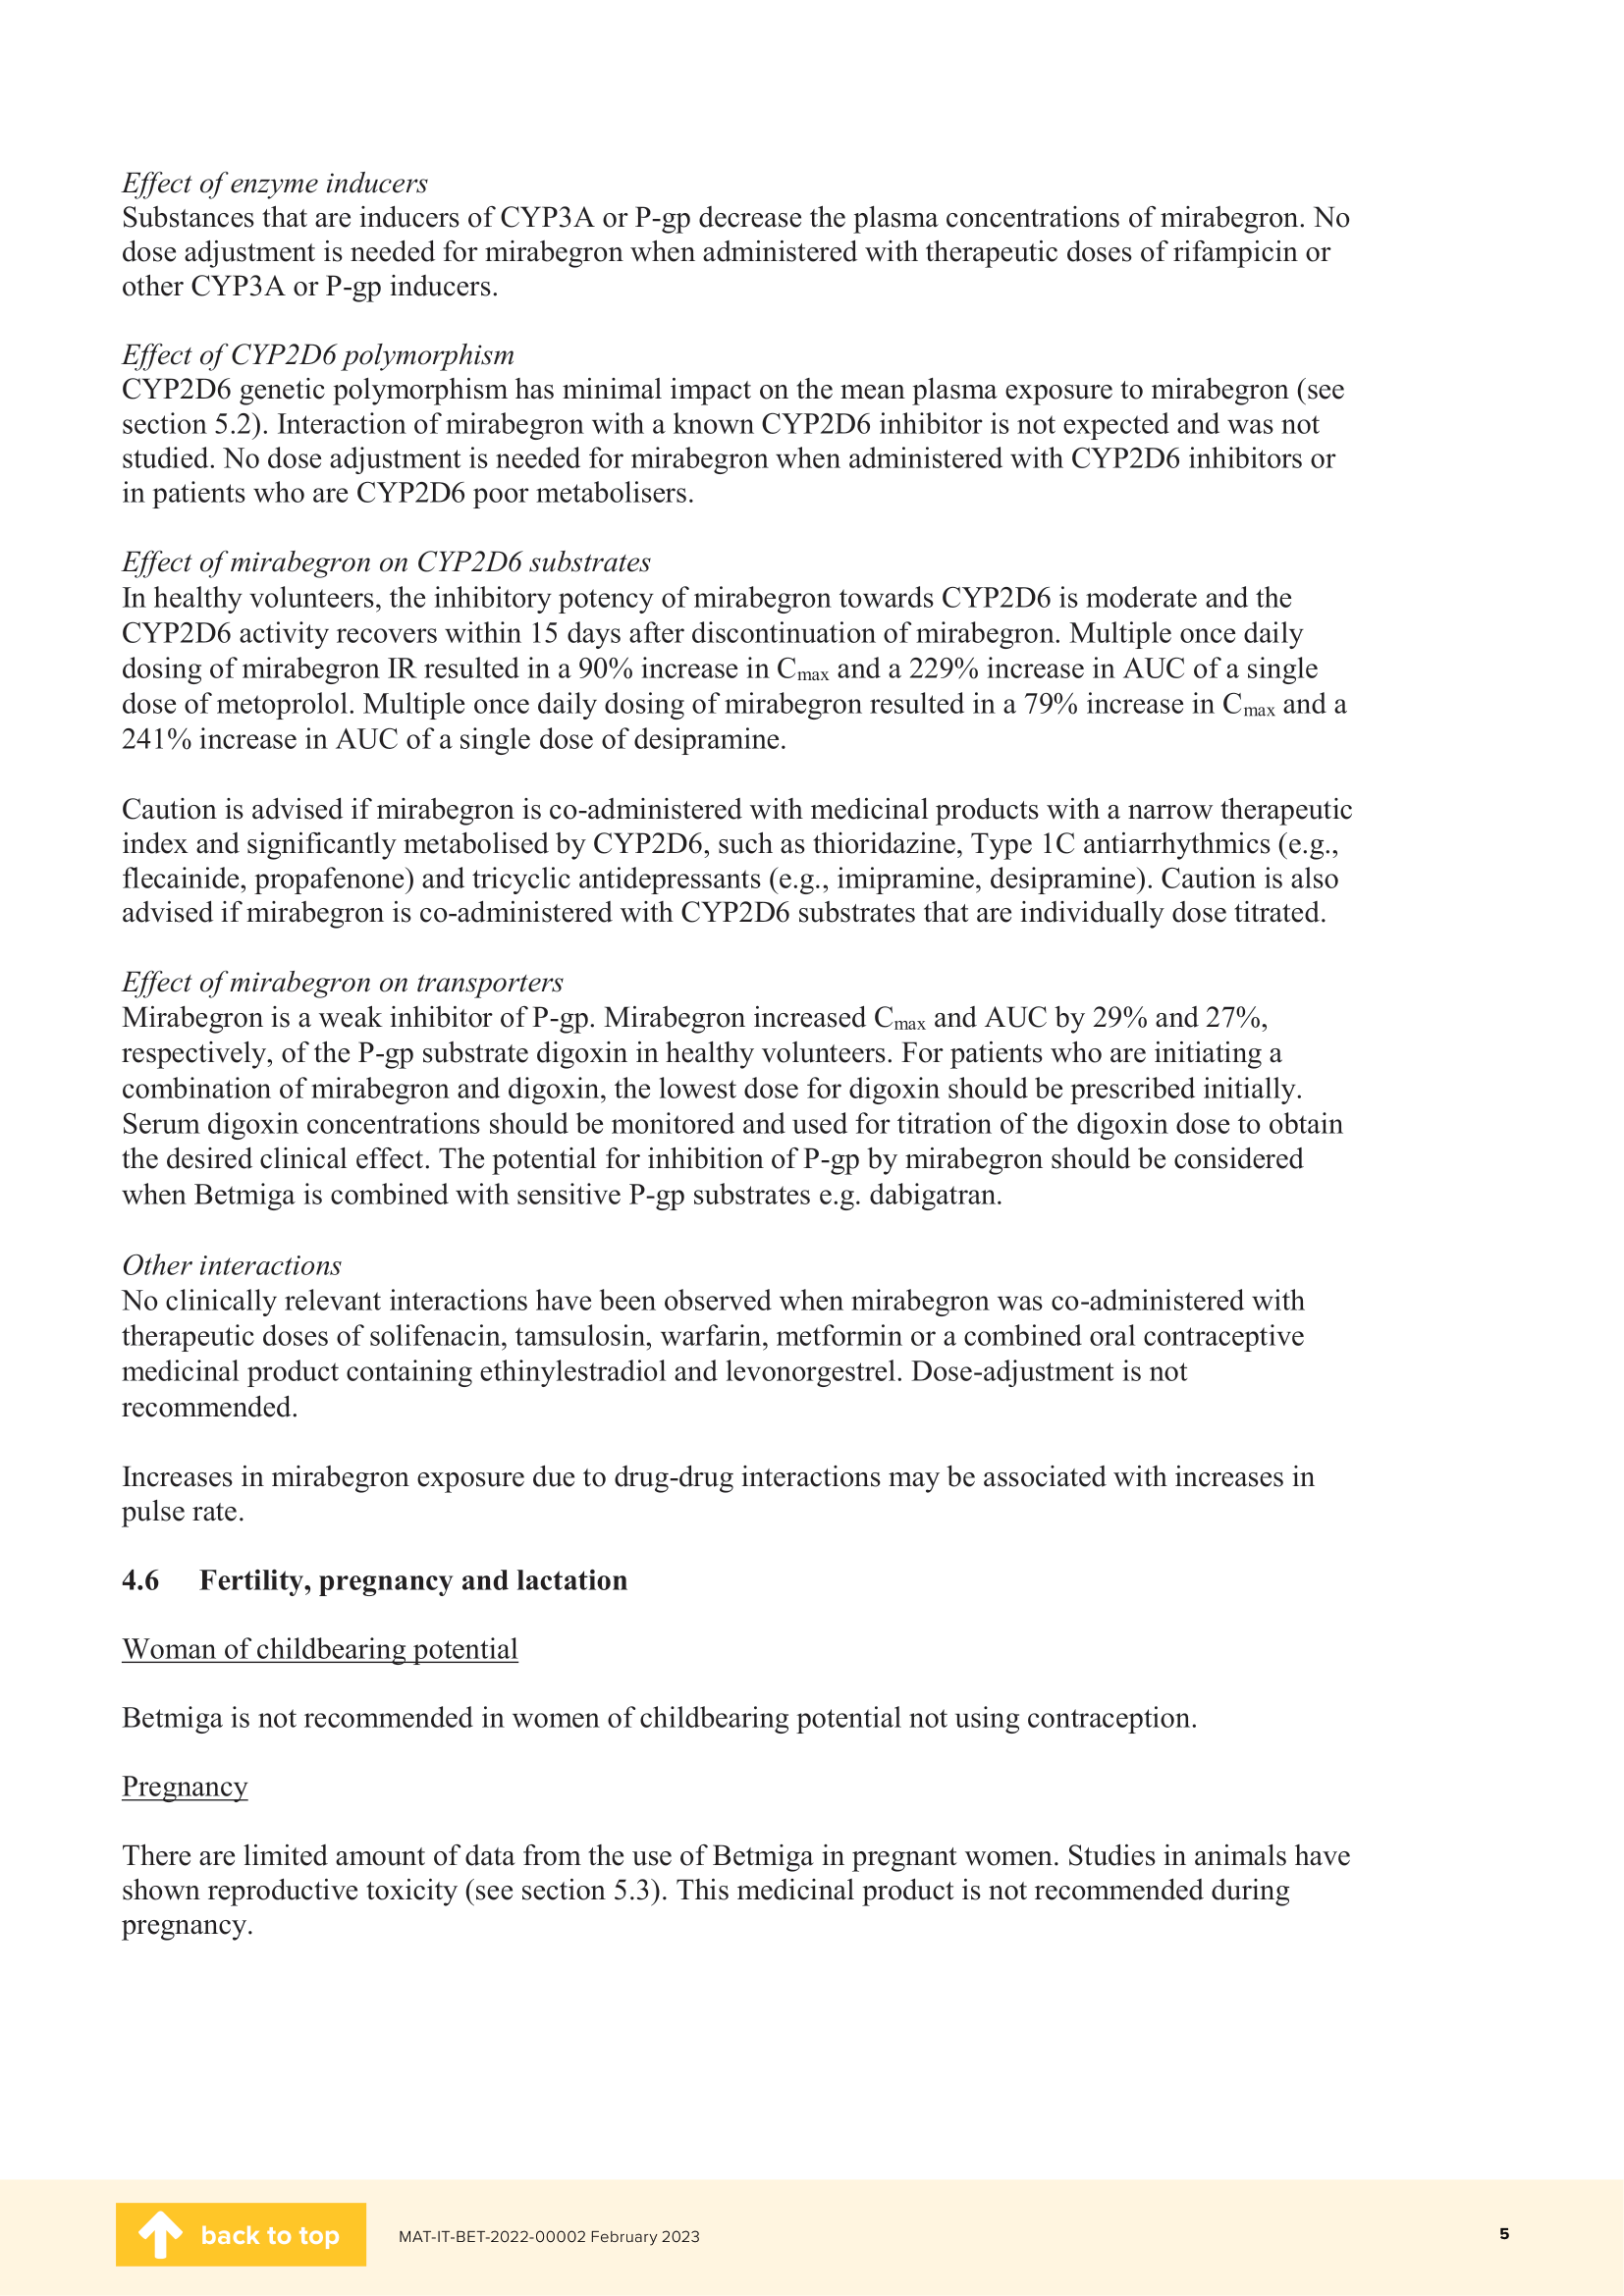 Effect of enzyme inducers
Substances that are inducers of CYP3A or P-gp decrease the plasma concentrations of mirabegron. No
dose adjustment is needed for mirabegron when administered with therapeutic doses of rifampicin or
other CYP3A or P-gp inducers.
Effect of CYP2D6 polymorphism
CYP2D6 genetic polymorphism has minimal impact on the mean plasma exposure to mirabegron (see
section 5.2). Interaction of mirabegron with a known CYP2D6 inhibitor is not expected and was not
studied. No dose adjustment is needed for mirabegron when administered with CYP2D6 inhibitors or
in patients who are CYP2D6 poor metabolisers.
Effect of mirabegron on CYP2D6 substrates
In healthy volunteers, the inhibitory potency of mirabegron towards CYP2D6 is moderate and the
CYP2D6 activity recovers within 15 days after discontinuation of mirabegron. Multiple once daily
dosing of mirabegron IR resulted in a 90% increase in Cmax and a 229% increase in AUC of a single
dose of metoprolol. Multiple once daily dosing of mirabegron resulted in a 79% increase in Cmax and a
241% increase in AUC of a single dose of desipramine.
Caution is advised if mirabegron is co-administered with medicinal products with a narrow therapeutic
index and significantly metabolised by CYP2D6, such as thioridazine, Type 1C antiarrhythmics (e.g.,
flecainide, propafenone) and tricyclic antidepressants (e.g., imipramine, desipramine). Caution is also
advised if mirabegron is co-administered with CYP2D6 substrates that are individually dose titrated.
Effect of mirabegron on transporters
Mirabegron is a weak inhibitor of P-gp. Mirabegron increased Cmax and AUC by 29% and 27%,
respectively, of the P-gp substrate digoxin in healthy volunteers. For patients who are initiating a
combination of mirabegron and digoxin, the lowest dose for digoxin should be prescribed initially.
Serum digoxin concentrations should be monitored and used for titration of the digoxin dose to obtain
the desired clinical effect. The potential for inhibition of P-gp by mirabegron should be considered
when Betmiga is combined with sensitive P-gp substrates e.g. dabigatran.
Other interactions
No clinically relevant interactions have been observed when mirabegron was co-administered with
therapeutic doses of solifenacin, tamsulosin, warfarin, metformin or a combined oral contraceptive
medicinal product containing ethinylestradiol and levonorgestrel. Dose-adjustment is not
recommended.
Increases in mirabegron exposure due to drug-drug interactions may be associated with increases in
pulse rate.
4.6 Fertility, pregnancy and lactation
Woman of childbearing potential
Betmiga is not recommended in women of childbearing potential not using contraception.
Pregnancy
There are limited amount of data from the use of Betmiga in pregnant women. Studies in animals have
shown reproductive toxicity (see section 5.3). This medicinal product is not recommended during
pregnancy.
back to top
MAT-IT-BET-2022-00002 February 2023
5